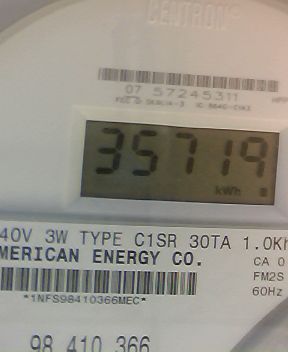 CENTRON®
07 57245311
35719
kWh
40V 3W TYPE C1SR 30TA 1.0Kh
MERICAN ENERGY CO.
CA 0
FM2S
60Hz
*1NFS98410366MEC*
98 410 366